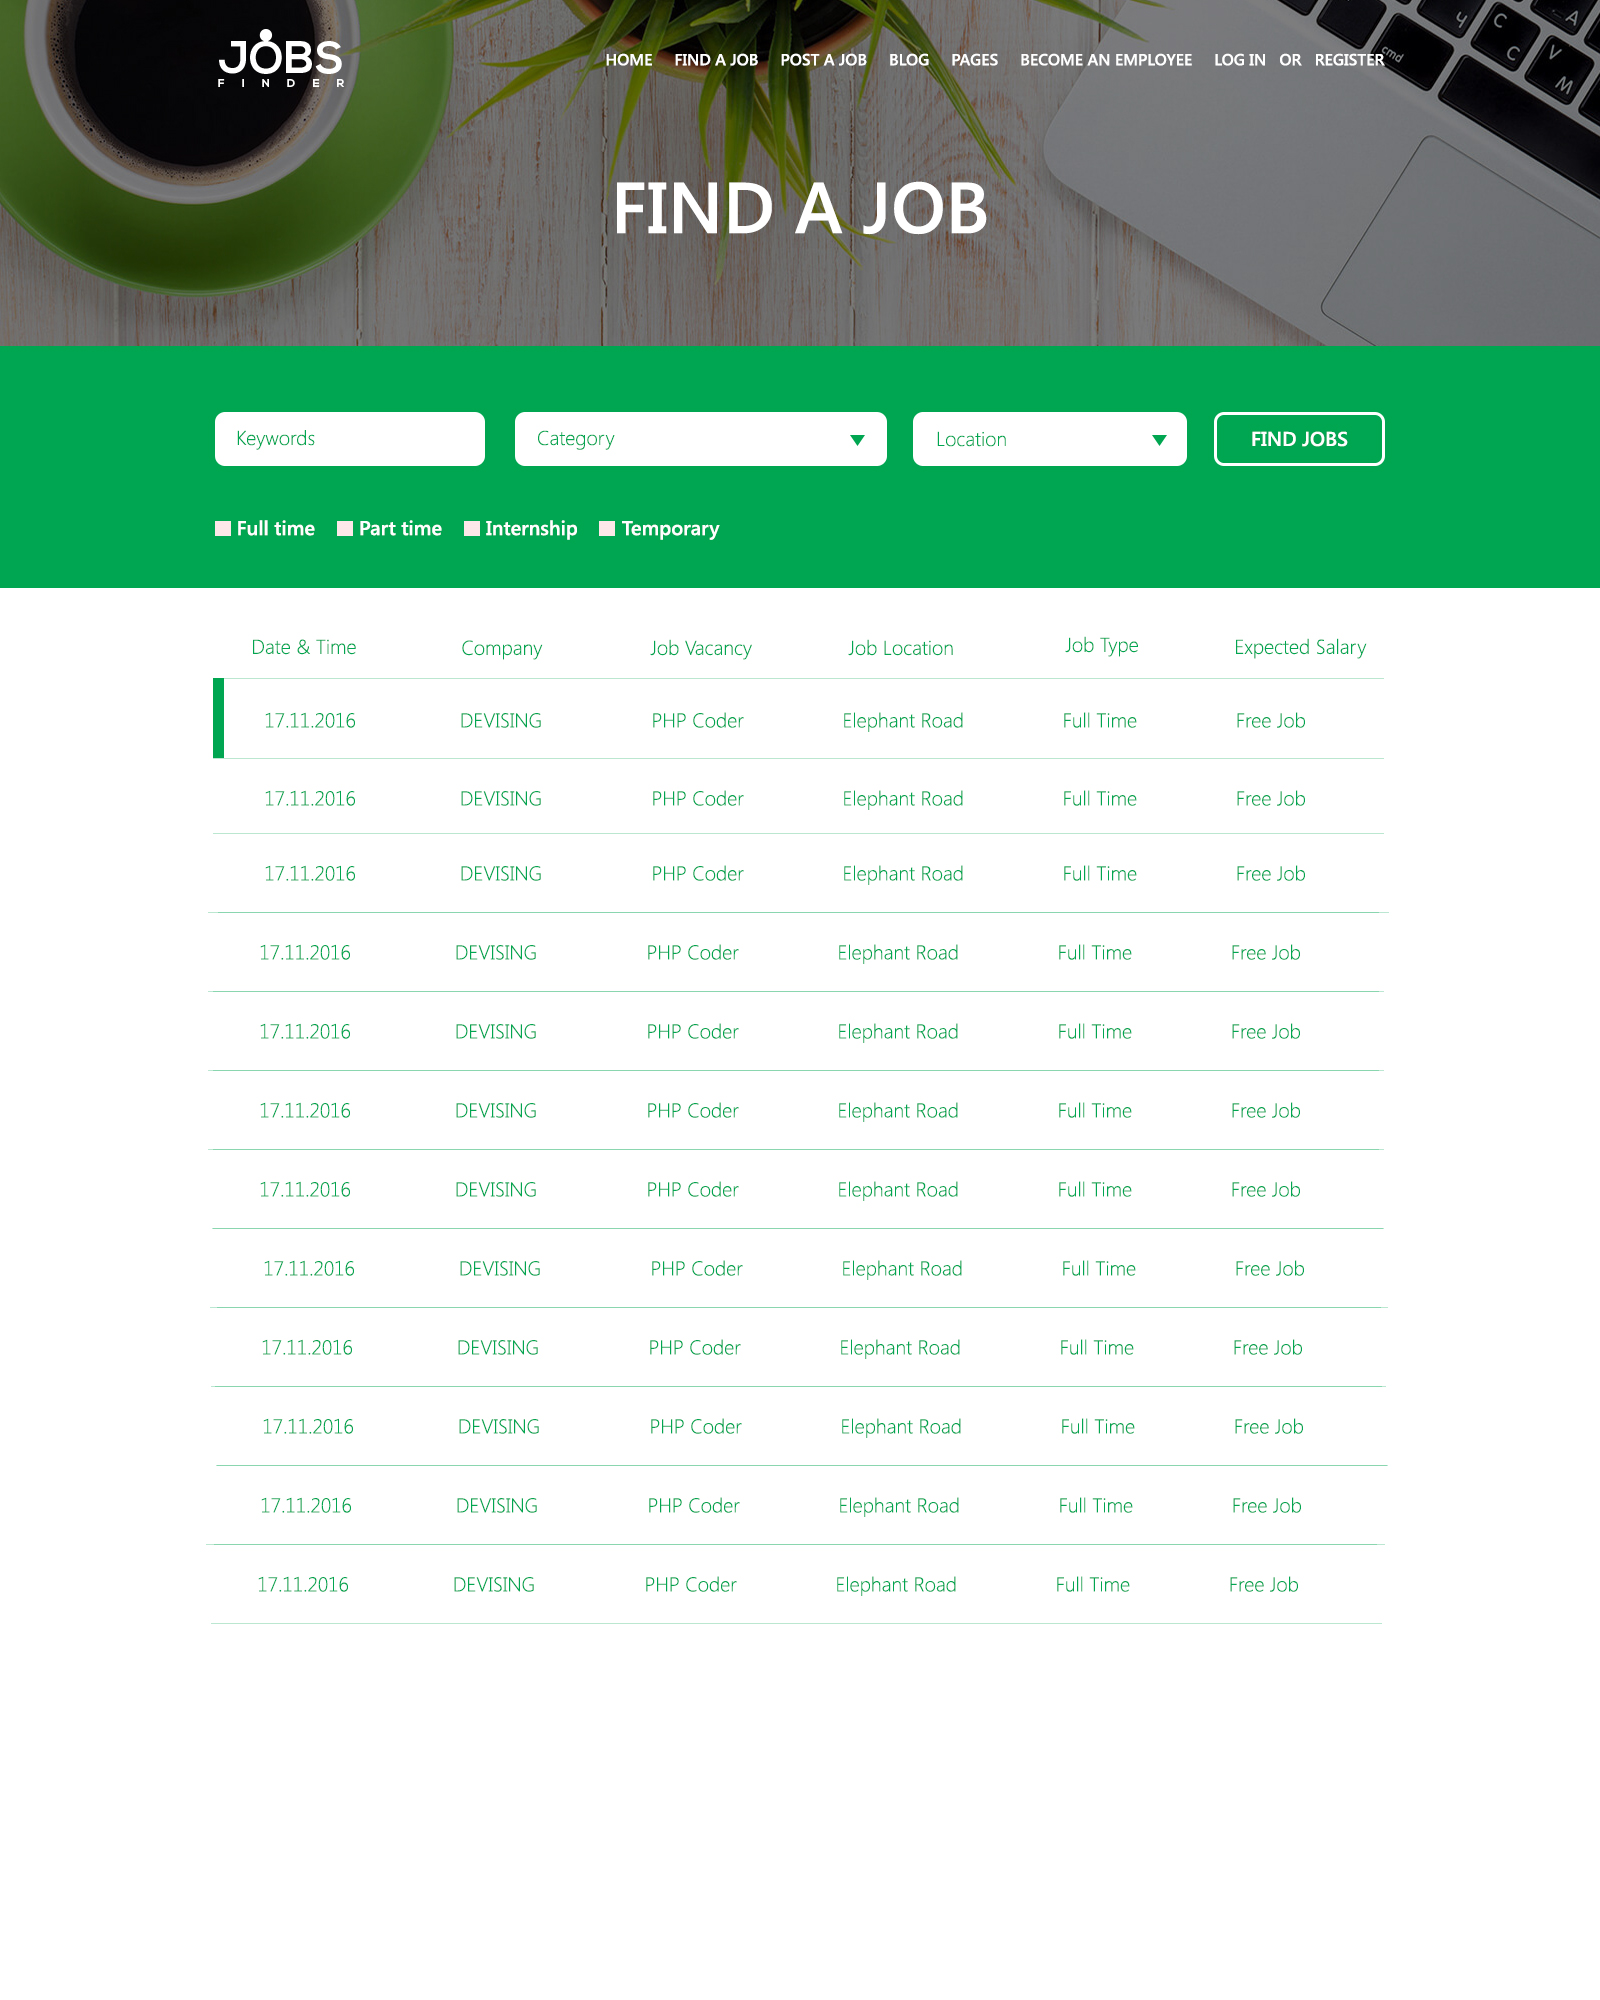 JOBS
FINDER
HOME FIND A JOB POST A JOB BLOG PAGES BECOME AN EMPLOYEE LOG IN OR REGISTER
cmd
FIND A JOB
Keywords Category Location FIND JOBS
Full time Part time Internship Temporary
Date & Time Company Job Vacancy Job Location Job Type Expected Salary
17.11.2016 DEVISING PHP Coder Elephant Road Full Time Free Job
17.11.2016 DEVISING PHP Coder Elephant Road Full Time Free Job
17.11.2016 DEVISING PHP Coder Elephant Road Full Time Free Job
17.11.2016 DEVISING PHP Coder Elephant Road Full Time Free Job
17.11.2016 DEVISING PHP Coder Elephant Road Full Time Free Job
17.11.2016 DEVISING PHP Coder Elephant Road Full Time Free Job
17.11.2016 DEVISING PHP Coder Elephant Road Full Time Free Job
17.11.2016 DEVISING PHP Coder Elephant Road Full Time Free Job
17.11.2016 DEVISING PHP Coder Elephant Road Full Time Free Job
17.11.2016 DEVISING PHP Coder Elephant Road Full Time Free Job
17.11.2016 DEVISING PHP Coder Elephant Road Full Time Free Job
17.11.2016 DEVISING PHP Coder Elephant Road Full Time Free Job